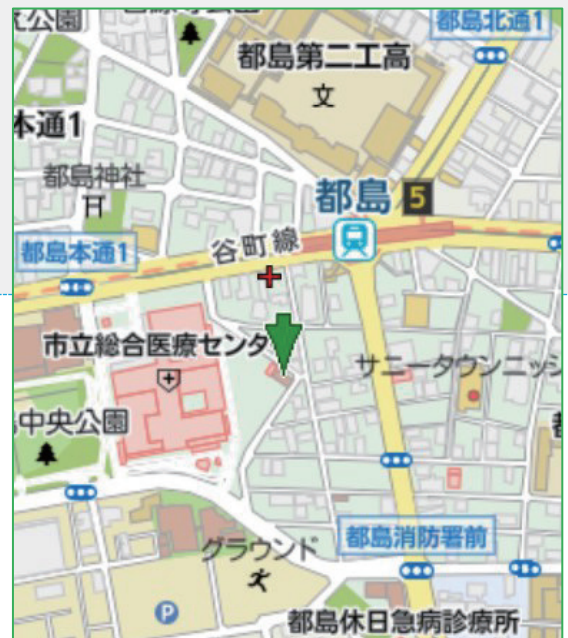 公園
都島北通1
都島第二工高
文
本通1
都島神社
都島 5
谷町線
都島本通1
市立総合医療センタ
サニータウンニッシ
中央公園
都島消防署前
グラウンド
P
都島休日急病診療所